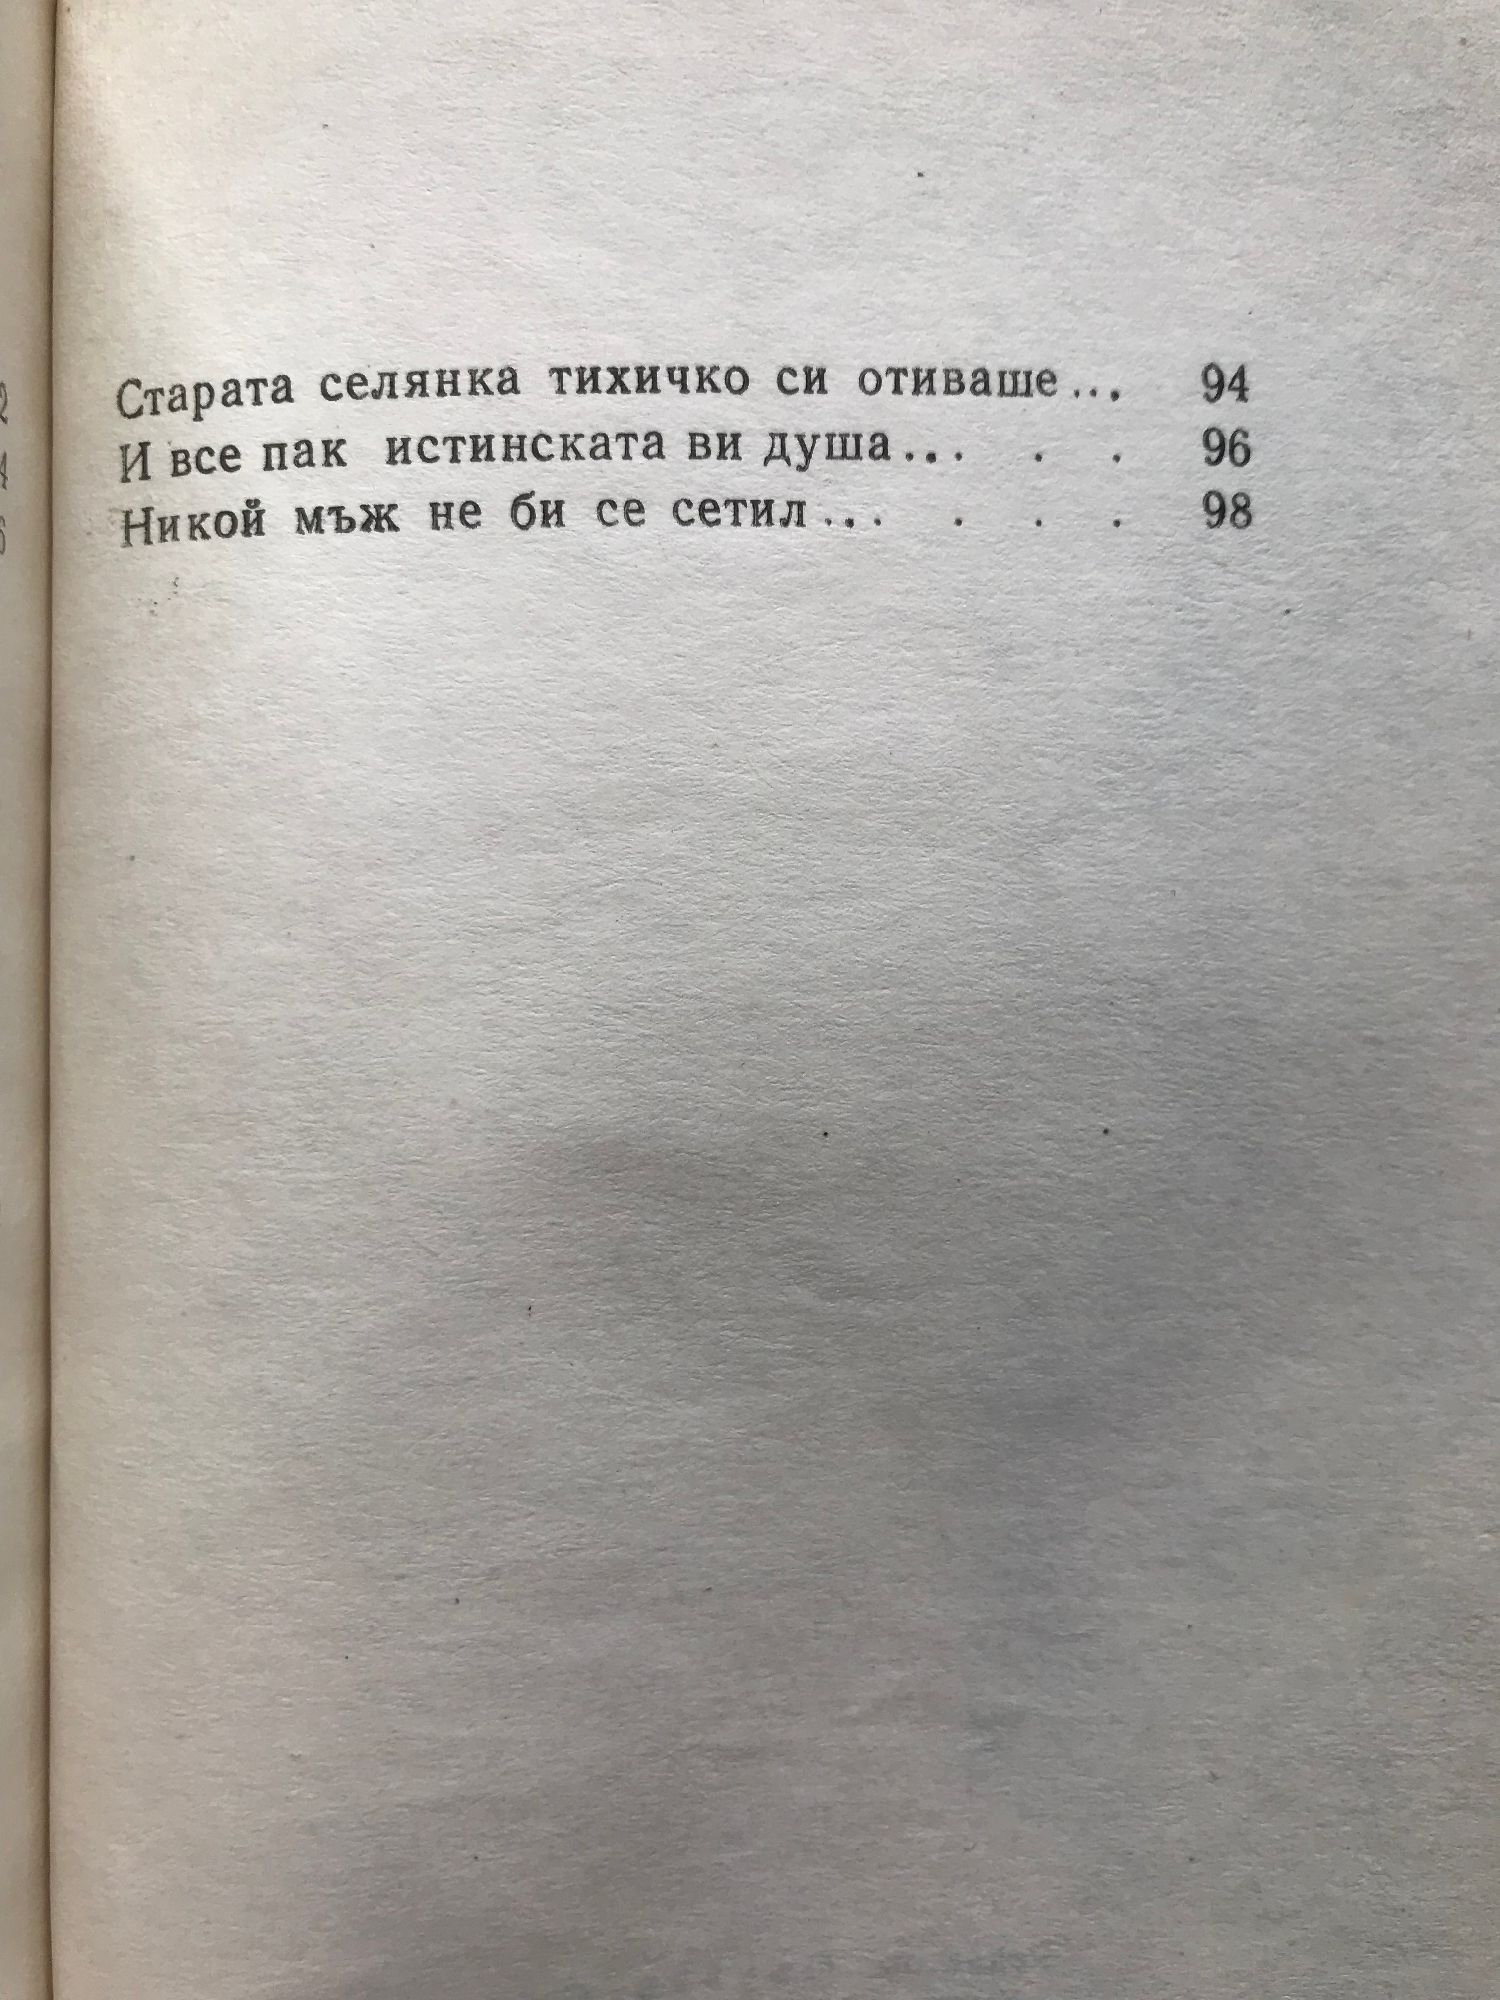 Старата селянка тихичко си отиваше... 94
И все пак истинската ви душа... . . . 96
Никой мъж не би се сетил... . . . 98